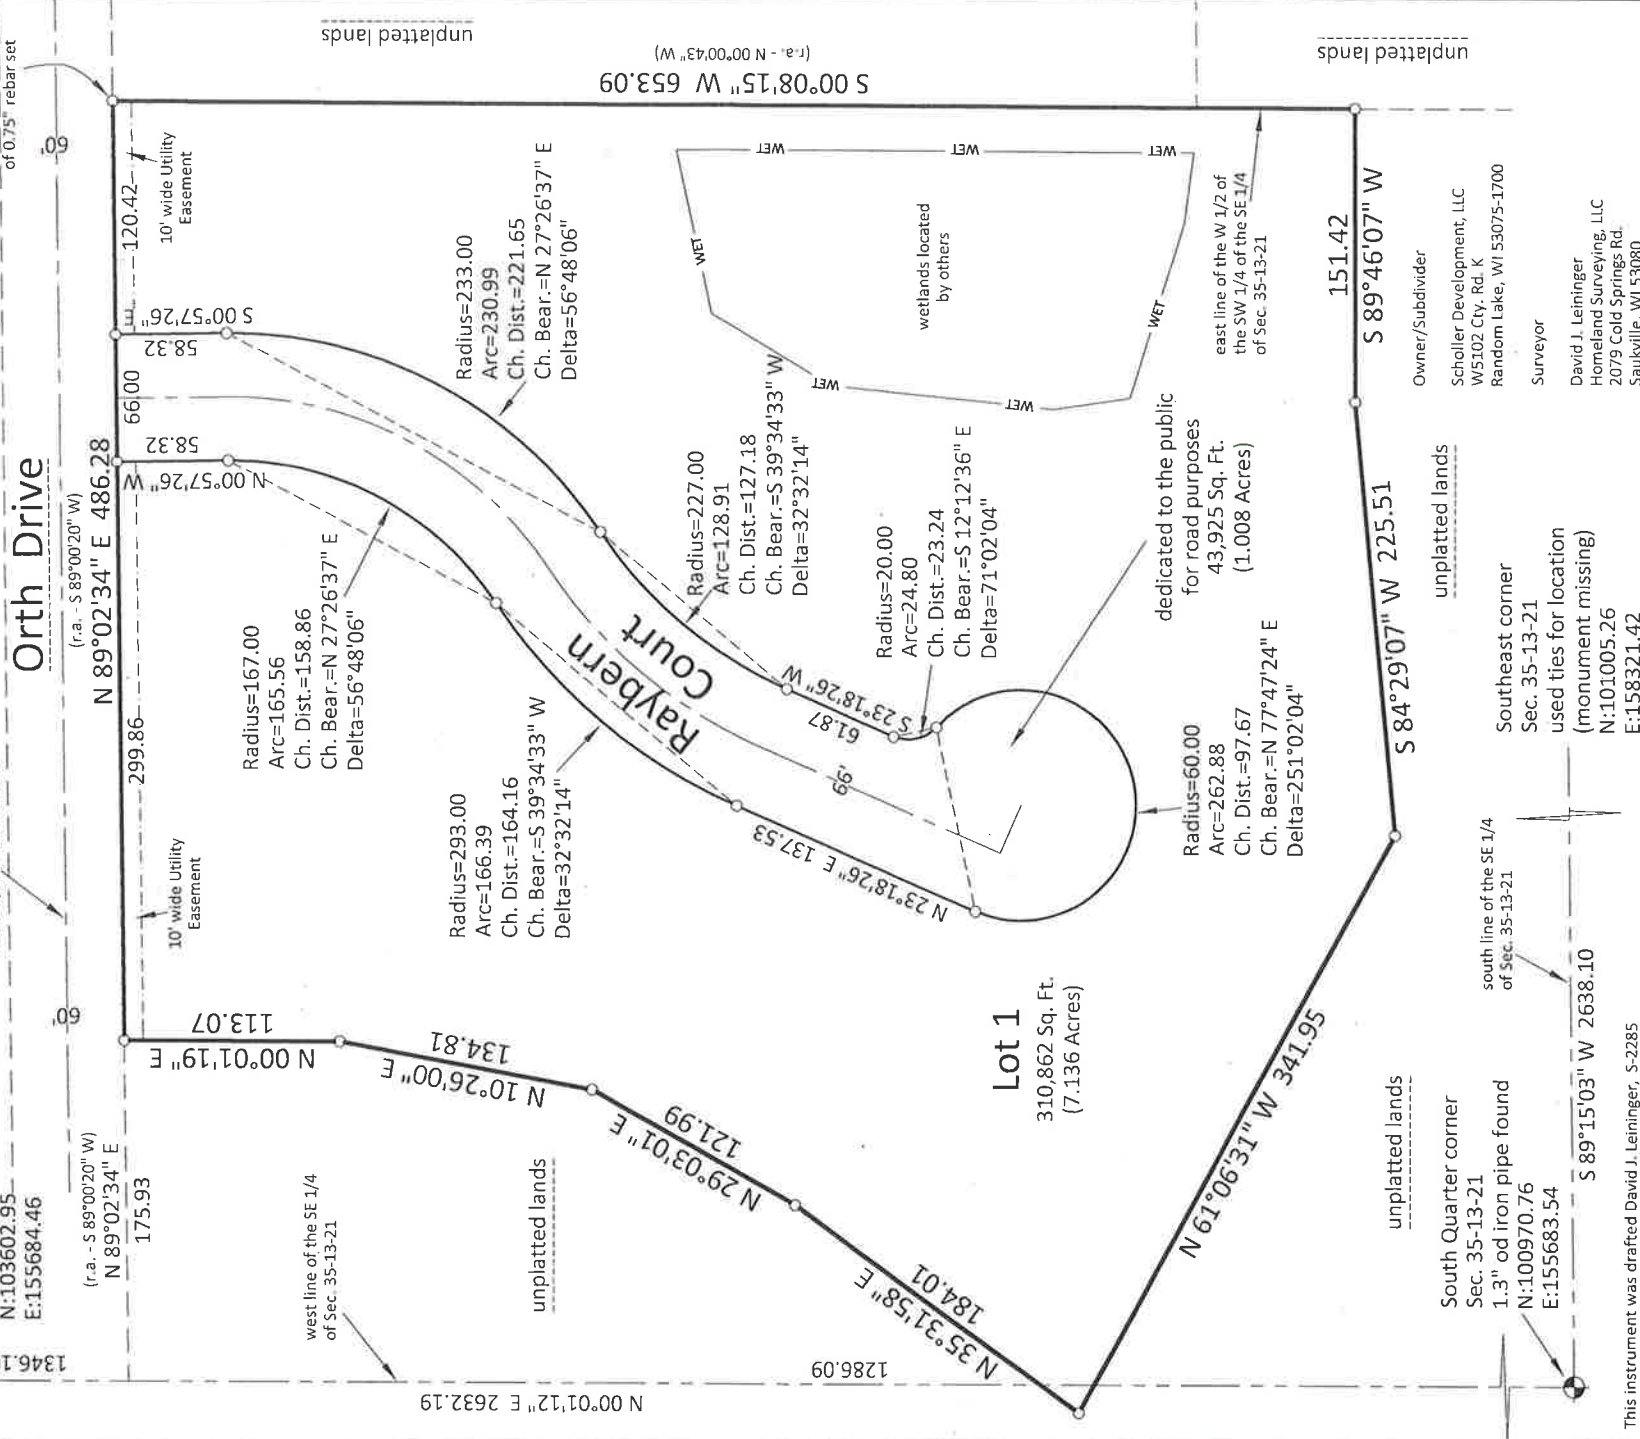 N:103602.95
E:155684.46
of 0.75" rebar set
Orth Drive
(r.a. - S 89°00'20" W)
N 89°02'34" E 486.28
60'
60'
(r.a. - S 89°00'20" W)
N 89°02'34" E
175.93
299.86
66.00
120.42
10' wide Utility
Easement
10' wide Utility
Easement
unplatted lands
(r.a. - N 00°00'43" W)
S 00°08'15" W 653.09
unplatted lands
S 00°57'26" E
58.32
58.32
N 00°57'26" W
Radius=233.00
Arc=230.99
Ch. Dist.=221.65
Ch. Bear.=N 27°26'37" E
Delta=56°48'06"
Radius=167.00
Arc=165.56
Ch. Dist.=158.86
Ch. Bear.=N 27°26'37" E
Delta=56°48'06"
Radius=227.00
Arc=128.91
Ch. Dist.=127.18
Ch. Bear.=S 39°34'33" W
Delta=32°32'14"
Radius=293.00
Arc=166.39
Ch. Dist.=164.16
Ch. Bear.=S 39°34'33" W
Delta=32°32'14"
Raybern
Court
S 23°18'26" W
61.87
66'
N 23°18'26" E 137.53
Radius=20.00
Arc=24.80
Ch. Dist.=23.24
Ch. Bear.=S 12°12'36" E
Delta=71°02'04"
Radius=60.00
Arc=262.88
Ch. Dist.=97.67
Ch. Bear.=N 77°47'24" E
Delta=251°02'04"
dedicated to the public
for road purposes
43,925 Sq. Ft.
(1.008 Acres)
WET
WET
WET
WET
WET
WET
WET
wetlands located
by others
east line of the W 1/2 of
the SW 1/4 of the SE 1/4
of Sec. 35-13-21
151.42
S 89°46'07" W
S 84°29'07" W 225.51
unplatted lands
N 00°01'19" E
113.07
N 10°26'00" E
134.81
N 29°03'01" E
121.99
N 35°31'58" E
184.01
N 61°06'31" W 341.95
Lot 1
310,862 Sq. Ft.
(7.136 Acres)
unplatted lands
unplatted lands
west line of the SE 1/4
of Sec. 35-13-21
1286.09
N 00°01'12" E 2632.19
Owner/Subdivider
Scholler Development, LLC
W5102 Cty. Rd. K
Random Lake, WI 53075-1700
Surveyor
David J. Leininger
Homeland Surveying, LLC
2079 Cold Springs Rd.
Saukville, WI 53080
Southeast corner
Sec. 35-13-21
used ties for location
(monument missing)
N:101005.26
E:158321.42
south line of the SE 1/4
of Sec. 35-13-21
S 89°15'03" W 2638.10
South Quarter corner
Sec. 35-13-21
1.3" od iron pipe found
N:100970.76
E:155683.54
This instrument was drafted David J. Leininger, S-2285